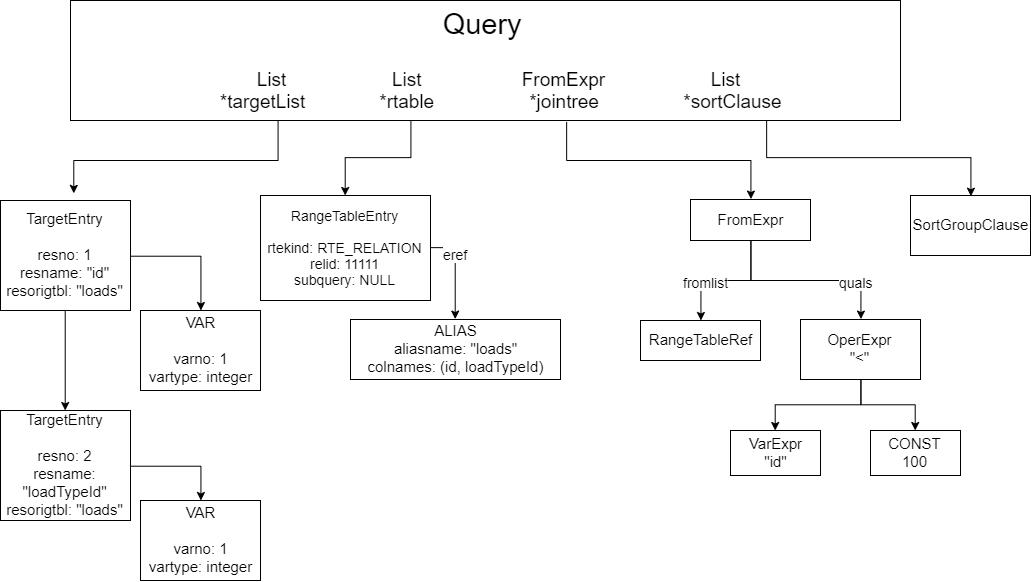 Query
List
*targetList
List
*rtable
FromExpr
*jointree
List
*sortClause
TargetEntry
resno: 1
resname: "id"
resorigtbl: "loads"
VAR
varno: 1
vartype: integer
TargetEntry
resno: 2
resname:
"loadTypeId"
resorigtbl: "loads"
VAR
varno: 1
vartype: integer
RangeTableEntry
rtekind: RTE_RELATION
relid: 11111
subquery: NULL
eref
ALIAS
aliasname: "loads"
colnames: (id, loadTypeId)
FromExpr
fromlist
quals
RangeTableRef
OperExpr
"<"
VarExpr
"id"
CONST
100
SortGroupClause